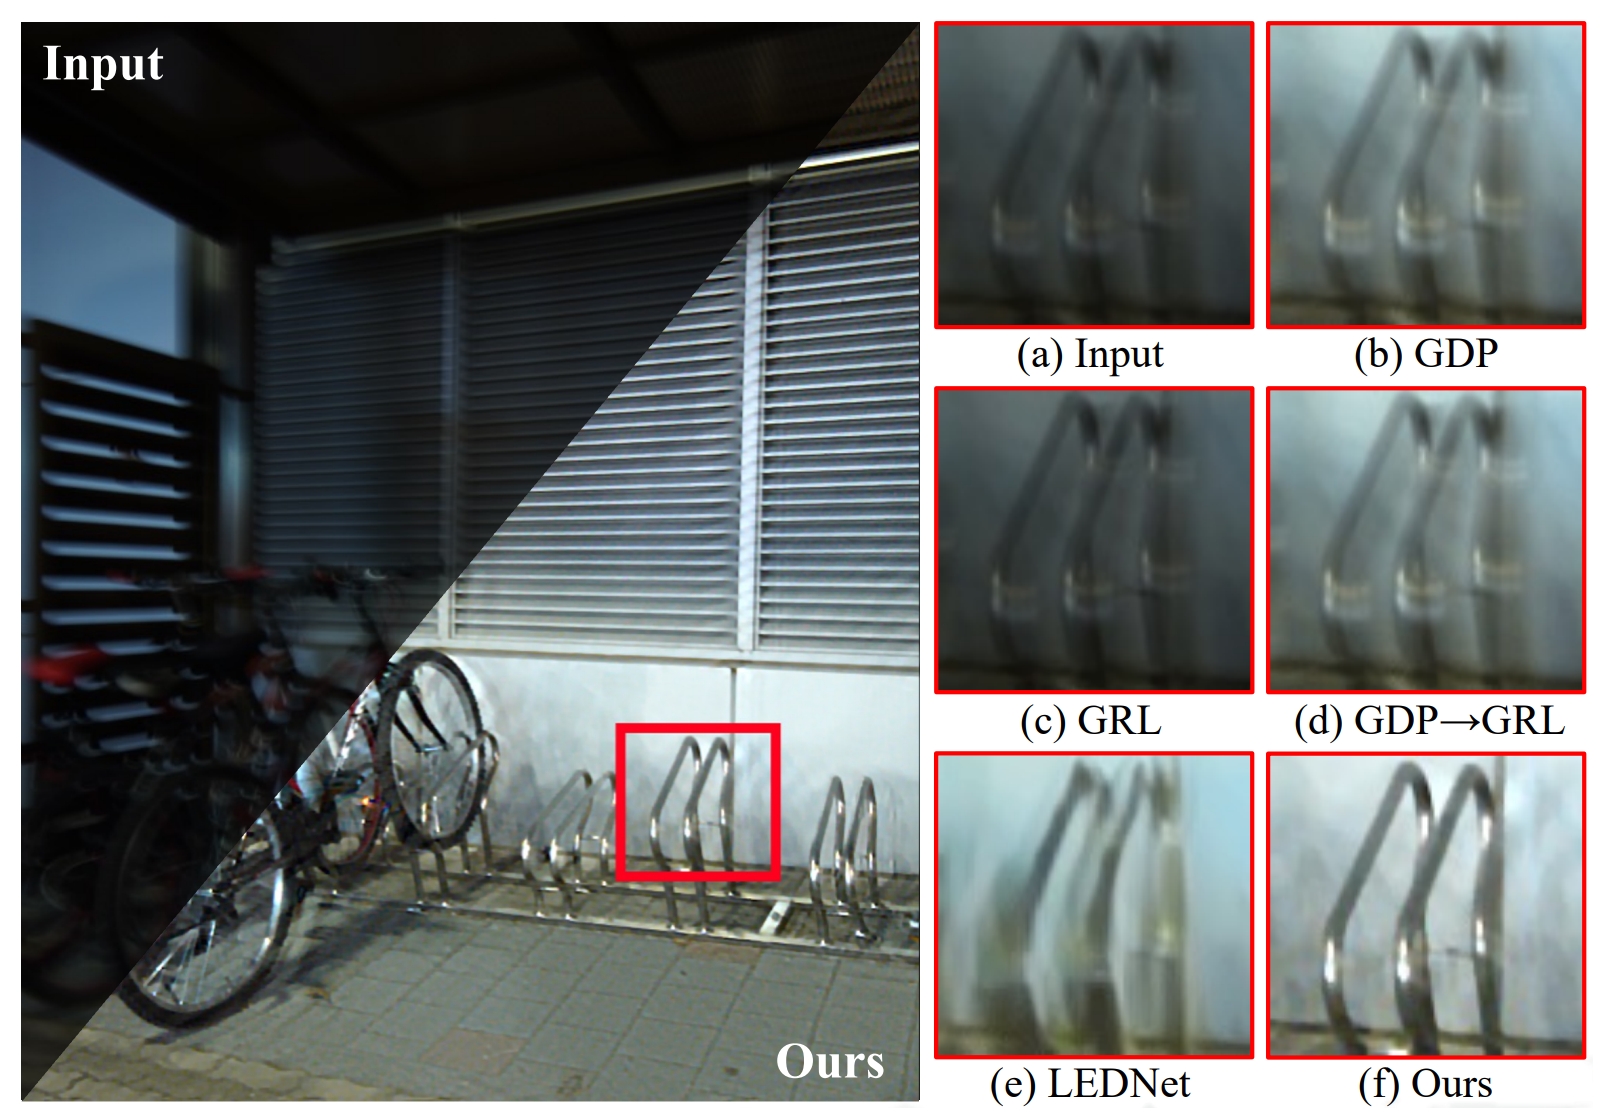 Input
Ours
(a) Input
(b) GDP
(c) GRL
(d) GDP→GRL
(e) LEDNet
(f) Ours